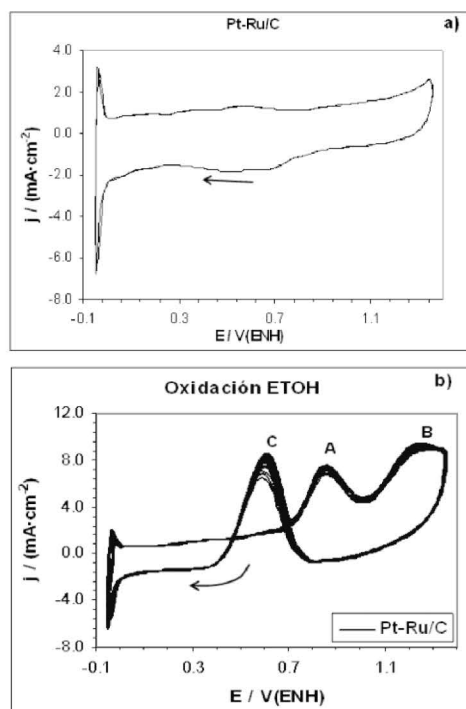 a)
Pt-Ru/C
4.0
2.0
0.0
-2.0
-4.0
-6.0
-8.0
j / (mA·cm⁻²)
-0.1 0.3 0.7 1.1
E / V(ENH)
b)
Oxidación ETOH
12.0
8.0
4.0
0.0
-4.0
-8.0
j / (mA·cm⁻²)
C A B
Pt-Ru/C
-0.1 0.3 0.7 1.1
E / V(ENH)